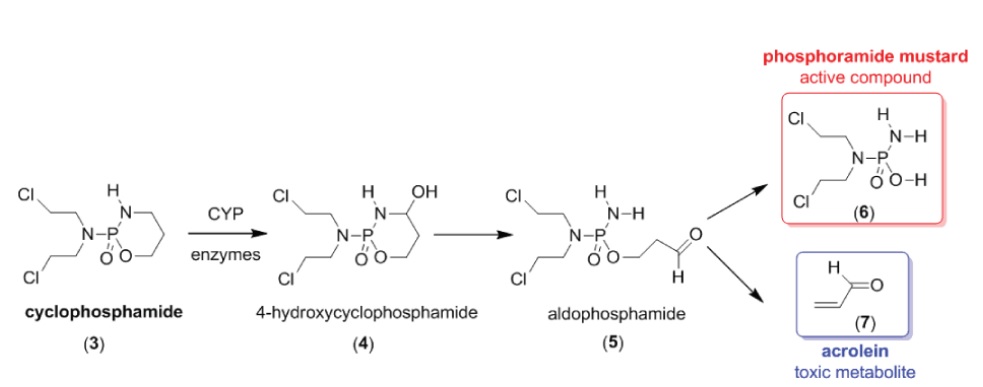 phosphoramide mustard
active compound
Cl
H
N–H
N–P
O
O–H
Cl
(6)
Cl
H
N
N–P
O
O
Cl
CYP
enzymes
Cl
H
OH
N
N–P
O
O
Cl
Cl
H
N–H
N–P
O
O
O
H
Cl
cyclophosphamide
(3)
4-hydroxycyclophosphamide
(4)
aldophosphamide
(5)
H
O
(7)
acrolein
toxic metabolite